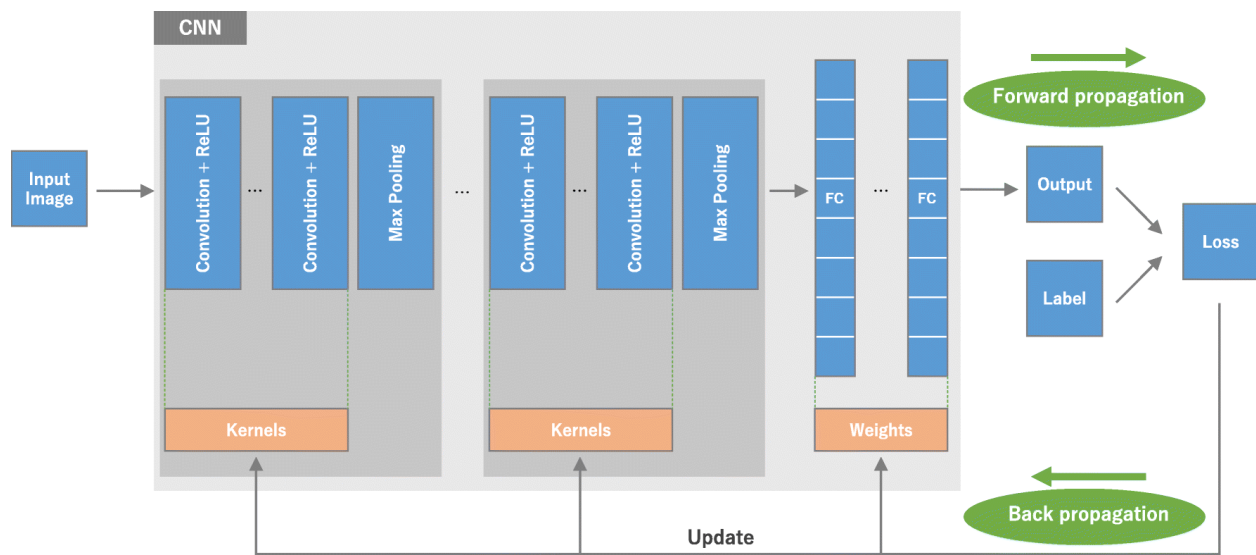 CNN
Forward propagation
Input
Image
Convolution + ReLU
...
Convolution + ReLU
Max Pooling
...
Convolution + ReLU
...
Convolution + ReLU
Max Pooling
FC
...
FC
Output
Label
Loss
Kernels
Kernels
Weights
Back propagation
Update